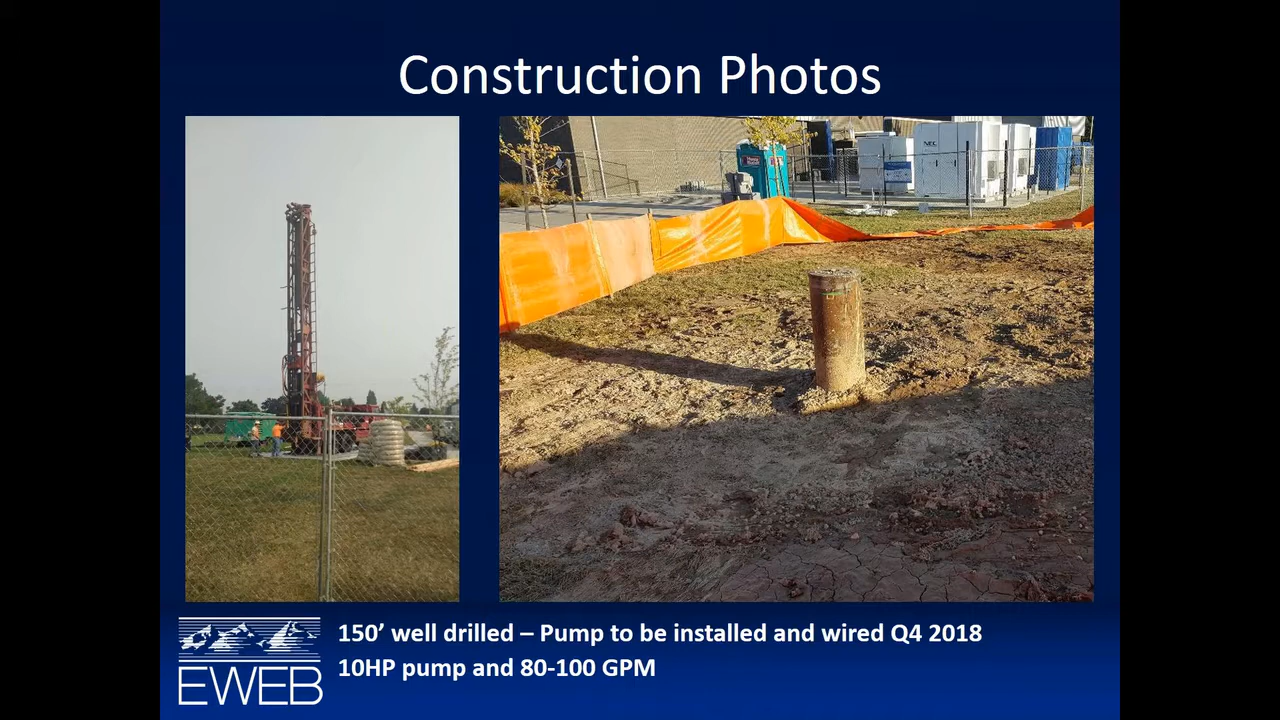 Construction Photos
NEC
150’ well drilled – Pump to be installed and wired Q4 2018
10HP pump and 80-100 GPM
EWEB